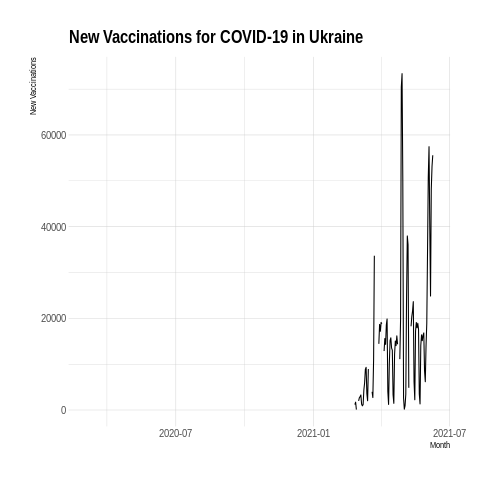 New Vaccinations for COVID-19 in Ukraine
New Vaccinations
60000
40000
20000
0
2020-07
2021-01
2021-07
Month